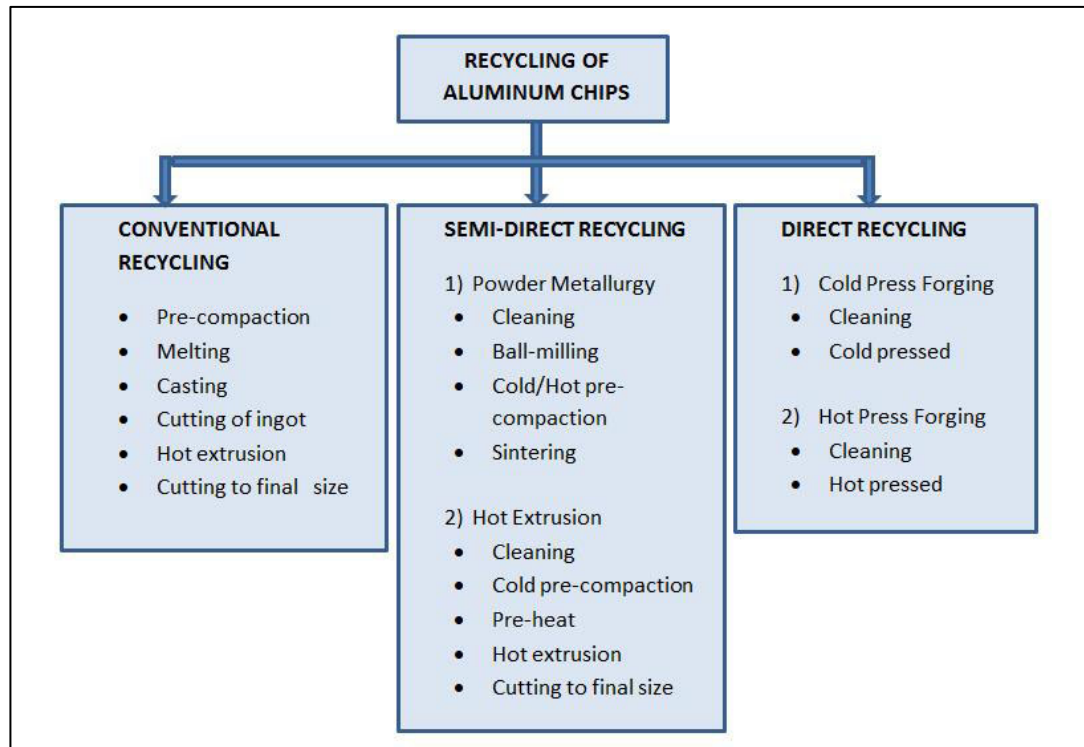 RECYCLING OF
ALUMINUM CHIPS
CONVENTIONAL
RECYCLING
• Pre-compaction
• Melting
• Casting
• Cutting of ingot
• Hot extrusion
• Cutting to final size
SEMI-DIRECT RECYCLING
1) Powder Metallurgy
• Cleaning
• Ball-milling
• Cold/Hot pre-
compaction
• Sintering
2) Hot Extrusion
• Cleaning
• Cold pre-compaction
• Pre-heat
• Hot extrusion
• Cutting to final size
DIRECT RECYCLING
1) Cold Press Forging
• Cleaning
• Cold pressed
2) Hot Press Forging
• Cleaning
• Hot pressed